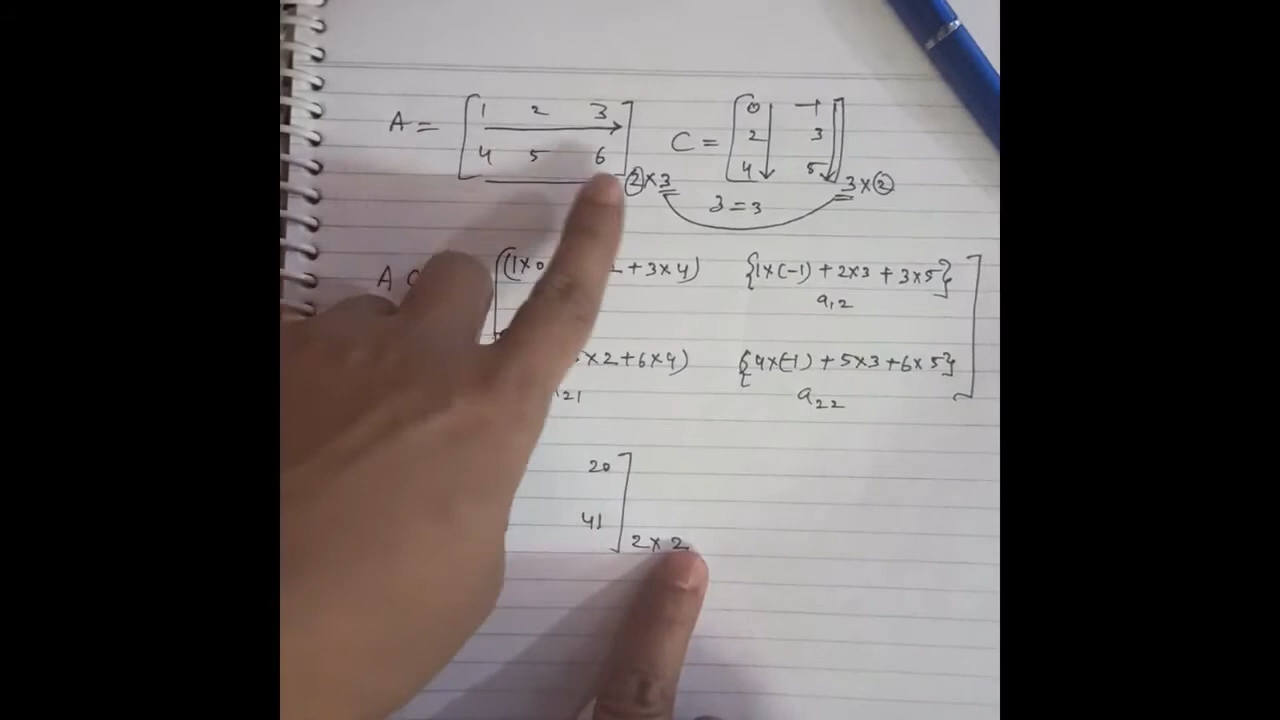 A = [ 1 2 3
4 5 6 ] 2×3
C = [ 0 -1
2 3
4 5 ] 3×2
3 = 3
A [ (1×0 + 3×4) {1×(-1) + 2×3 + 3×5} ]
a12
×2 + 6×4) {4×(-1) + 5×3 + 6×5}
21 a22
20
41 ] 2×2